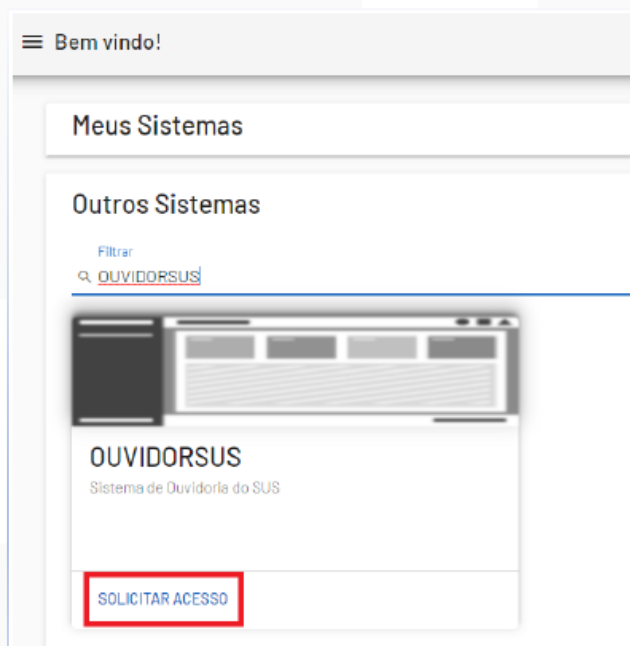 Bem vindo!
Meus Sistemas
Outros Sistemas
Filtrar
OUVIDORSUS
OUVIDORSUS
Sistema de Ouvidoria do SUS
SOLICITAR ACESSO